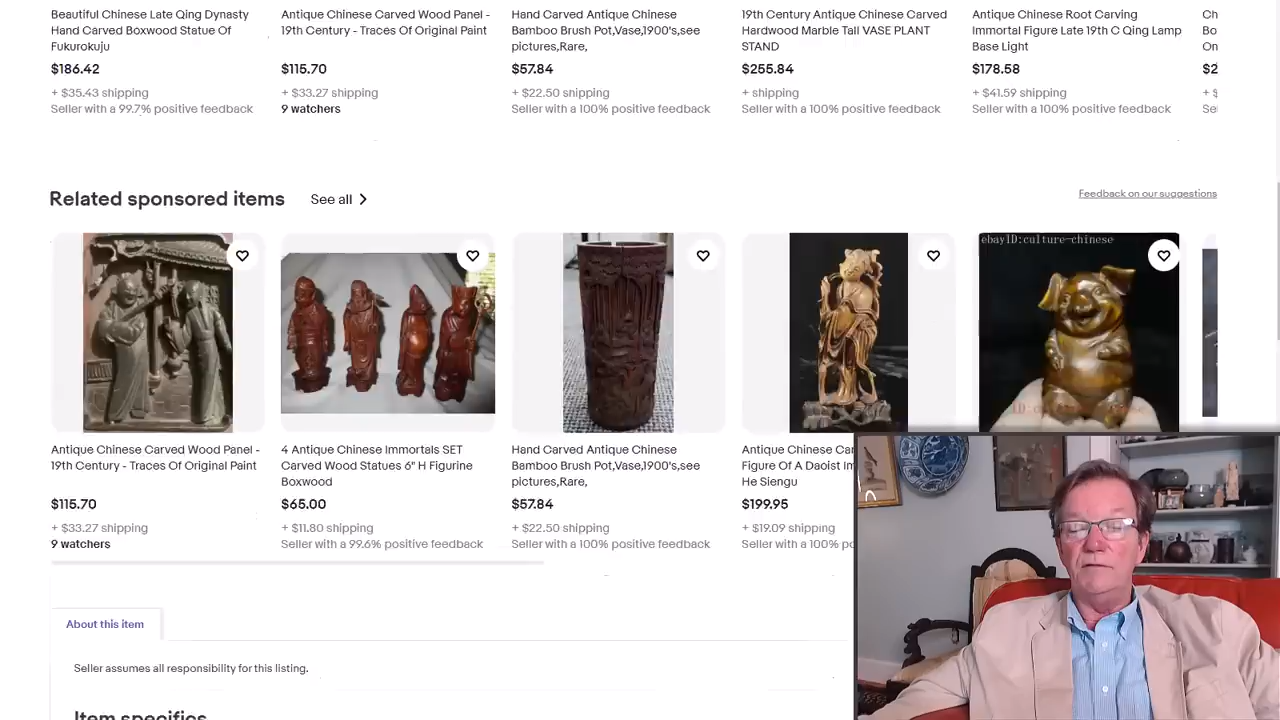 Beautiful Chinese Late Qing Dynasty
Hand Carved Boxwood Statue Of
Fukurokuju
$186.42
+ $35.43 shipping
Seller with a 99.7% positive feedback
Antique Chinese Carved Wood Panel -
19th Century - Traces Of Original Paint
$115.70
+ $33.27 shipping
9 watchers
Hand Carved Antique Chinese
Bamboo Brush Pot,Vase,1900's,see
pictures,Rare,
$57.84
+ $22.50 shipping
Seller with a 100% positive feedback
19th Century Antique Chinese Carved
Hardwood Marble Tall VASE PLANT
STAND
$255.84
+ shipping
Seller with a 100% positive feedback
Antique Chinese Root Carving
Immortal Figure Late 19th C Qing Lamp
Base Light
$178.58
+ $41.59 shipping
Seller with a 100% positive feedback
Ch
Bo
On
$2
+ $
Se
Related sponsored items
See all
Feedback on our suggestions
ebayID:culture-chinese
Antique Chinese Carved Wood Panel -
19th Century - Traces Of Original Paint
$115.70
+ $33.27 shipping
9 watchers
4 Antique Chinese Immortals SET
Carved Wood Statues 6" H Figurine
Boxwood
$65.00
+ $11.80 shipping
Seller with a 99.6% positive feedback
Hand Carved Antique Chinese
Bamboo Brush Pot,Vase,1900's,see
pictures,Rare,
$57.84
+ $22.50 shipping
Seller with a 100% positive feedback
Antique Chinese Car
Figure Of A Daoist Im
He Siengu
$199.95
+ $19.09 shipping
Seller with a 100% po
About this item
Seller assumes all responsibility for this listing.
Item specifics